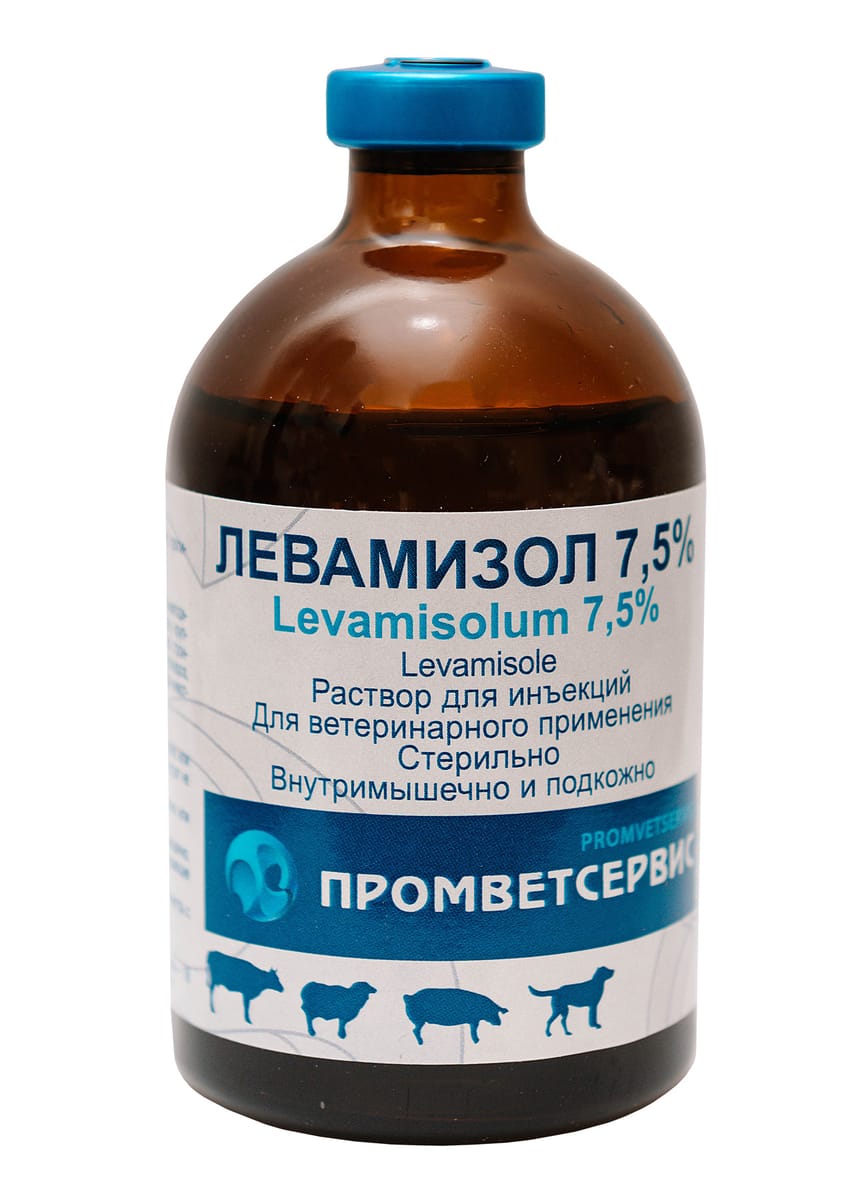 ЛЕВАМИЗОЛ 7,5%
Levamisolum 7,5%
Levamisole
Раствор для инъекций
Для ветеринарного применения
Стерильно
Внутримышечно и подкожно
ПРОМВЕТСЕРВИС